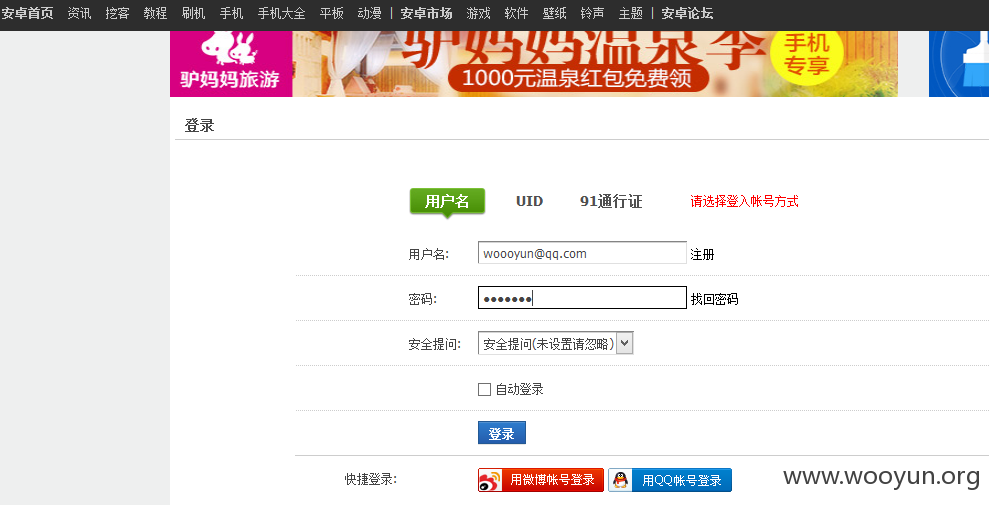 安卓首页 资讯 挖客 教程 刷机 手机 手机大全 平板 动漫 | 安卓市场 游戏 软件 壁纸 铃声 主题 | 安卓论坛
驴妈妈温泉季
驴妈妈旅游
1000元温泉红包免费领
手机
专享
登录
用户名 UID 91通行证 请选择登入帐号方式
用户名: woooyun@qq.com 注册
密码: ●●●●●●● 找回密码
安全提问: 安全提问(未设置请忽略)
自动登录
登录
快捷登录: 用微博帐号登录 用QQ帐号登录
www.wooyun.org